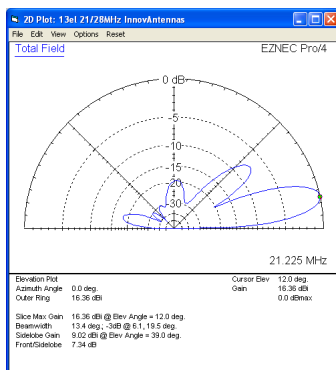 2D Plot: 13el 21/28MHz InnovAntennas
File Edit View Options Reset
Total Field
EZNEC Pro/4
0 dB
-5
-10
-15
-20
-30
21.225 MHz
Elevation Plot
Azimuth Angle 0.0 deg.
Outer Ring 16.36 dBi
Cursor Elev 12.0 deg.
Gain 16.36 dBi
0.0 dBmax
Slice Max Gain 16.36 dBi @ Elev Angle = 12.0 deg.
Beamwidth 13.4 deg.; -3dB @ 6.1, 19.5 deg.
Sidelobe Gain 9.02 dBi @ Elev Angle = 39.0 deg.
Front/Sidelobe 7.34 dB